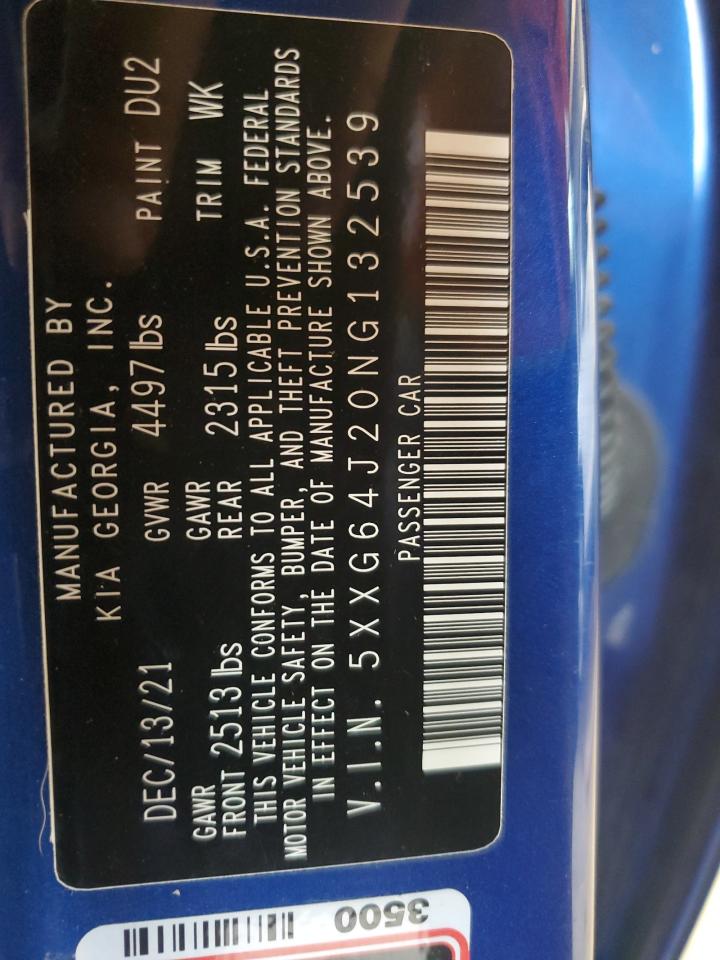 MANUFACTURED BY
KIA GEORGIA, INC.
DEC/13/21 GVWR 4497 lbs PAINT DU2
GAWR GAWR
FRONT 2513 lbs REAR 2315 lbs TRIM WK
THIS VEHICLE CONFORMS TO ALL APPLICABLE U.S.A. FEDERAL
MOTOR VEHICLE SAFETY, BUMPER, AND THEFT PREVENTION STANDARDS
IN EFFECT ON THE DATE OF MANUFACTURE SHOWN ABOVE.
V.I.N. 5XXG64J20NG132539
PASSENGER CAR
3500